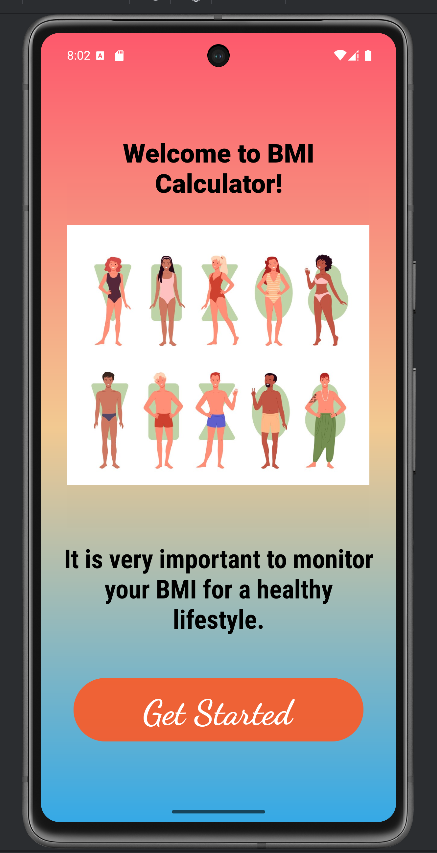 8:02
Welcome to BMI
Calculator!
It is very important to monitor
your BMI for a healthy
lifestyle.
Get Started